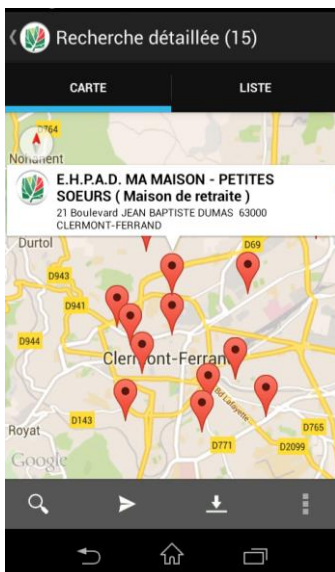 Recherche détaillée (15)
CARTE LISTE
D764
Nohanent
E.H.P.A.D. MA MAISON - PETITES
SOEURS ( Maison de retraite )
21 Boulevard JEAN BAPTISTE DUMAS 63000
CLERMONT-FERRAND
Durtol
D69
D943
D941
D944
Clermont-Ferrand
Bd Lafayette
D143
D765
Royat
D771
D2099
Google